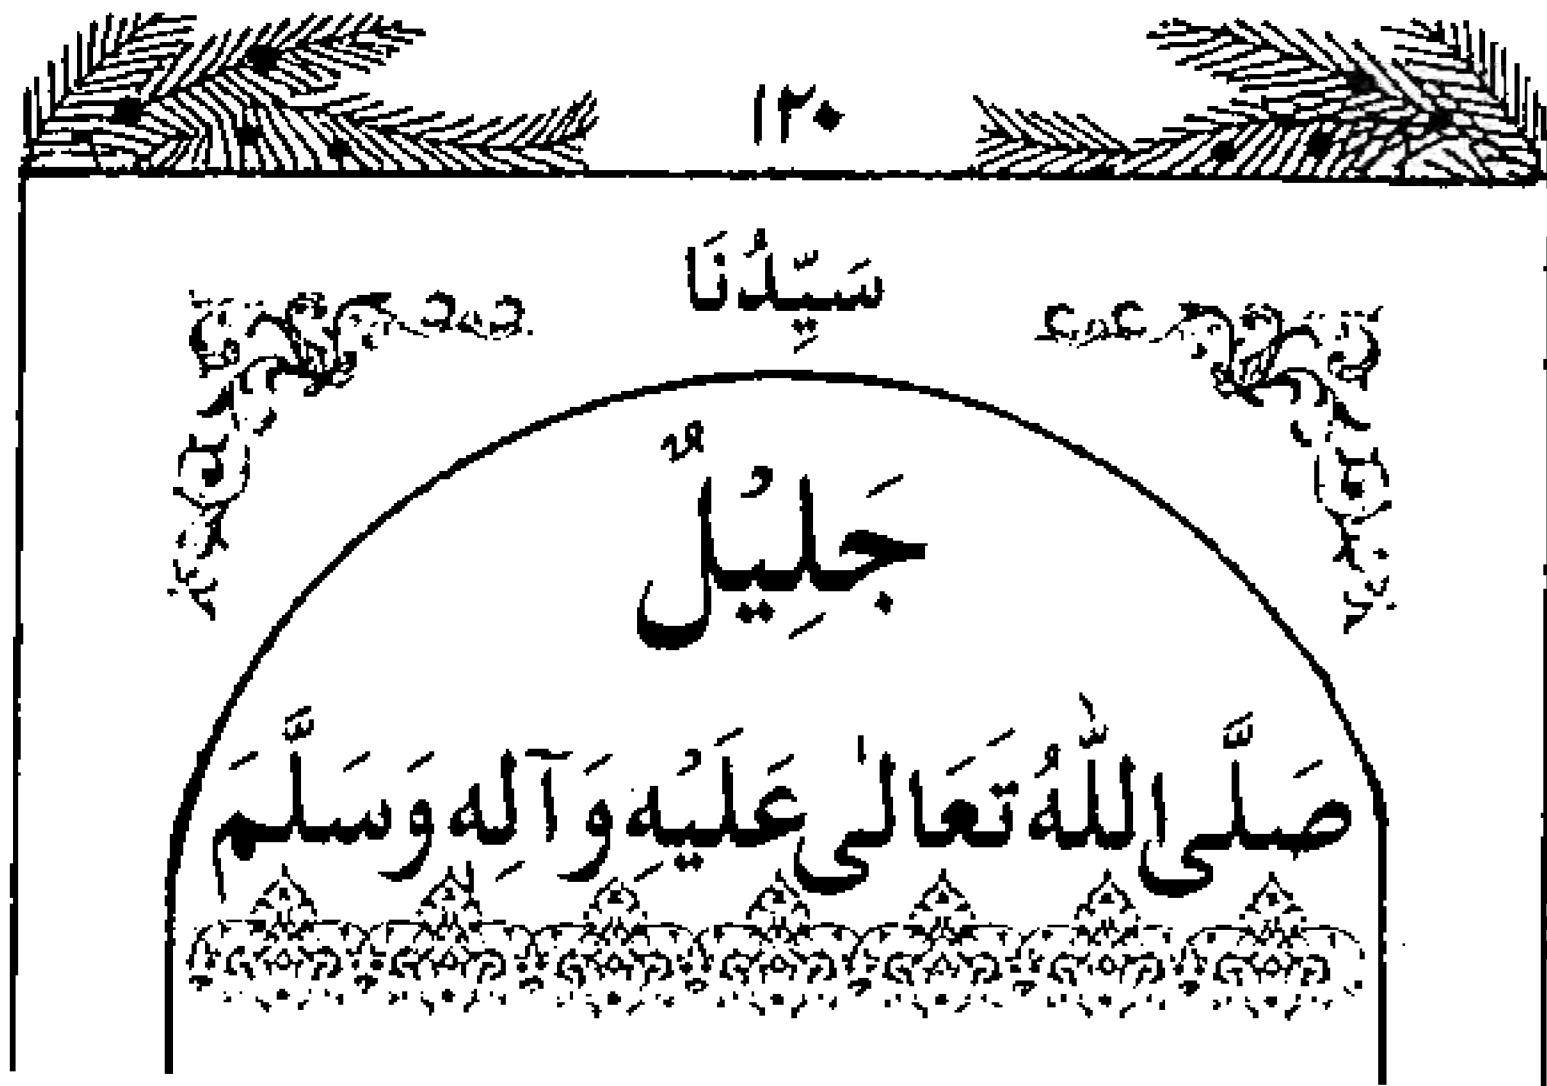 ۱۲۰
سَيِّدُنَا
جَلِيْلٌ
صَلَّى اللّٰهُ تَعَالٰى عَلَيْهِ وَآلِهِ وَسَلَّمَ